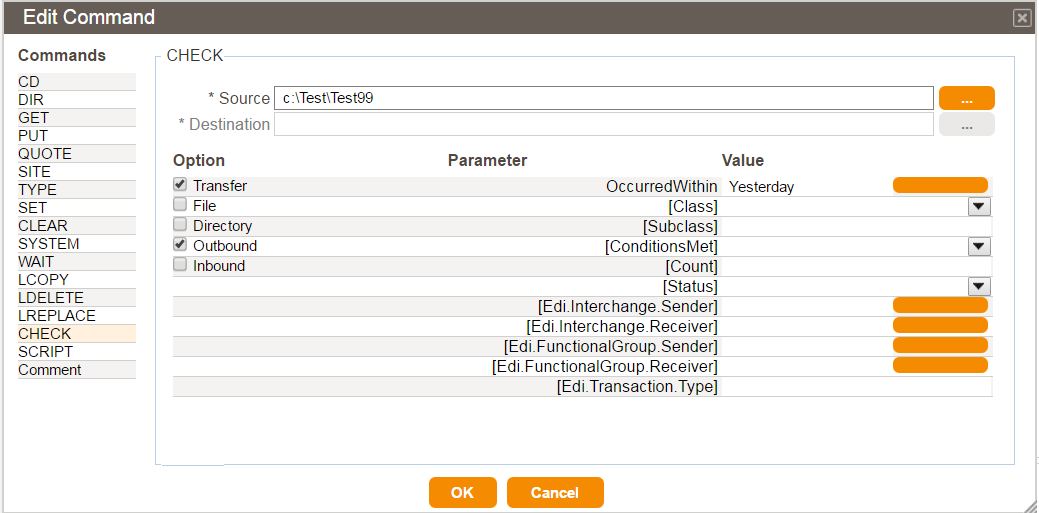 Edit Command
Commands
CD
DIR
GET
PUT
QUOTE
SITE
TYPE
SET
CLEAR
SYSTEM
WAIT
LCOPY
LDELETE
LREPLACE
CHECK
SCRIPT
Comment
CHECK
* Source c:\Test\Test99 ...
* Destination ...
Option Parameter Value
Transfer OccurredWithin Yesterday
File [Class]
Directory [Subclass]
Outbound [ConditionsMet]
Inbound [Count]
[Status]
[Edi.Interchange.Sender]
[Edi.Interchange.Receiver]
[Edi.FunctionalGroup.Sender]
[Edi.FunctionalGroup.Receiver]
[Edi.Transaction.Type]
OK Cancel